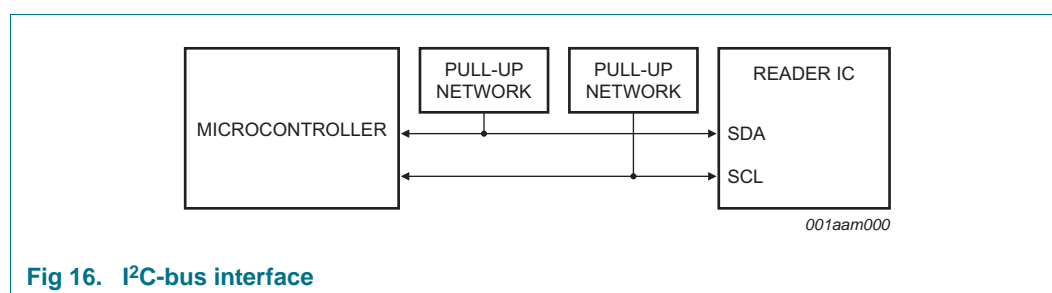 PULL-UP
NETWORK
PULL-UP
NETWORK
READER IC
MICROCONTROLLER
SDA
SCL
001aam000
Fig 16. I²C-bus interface